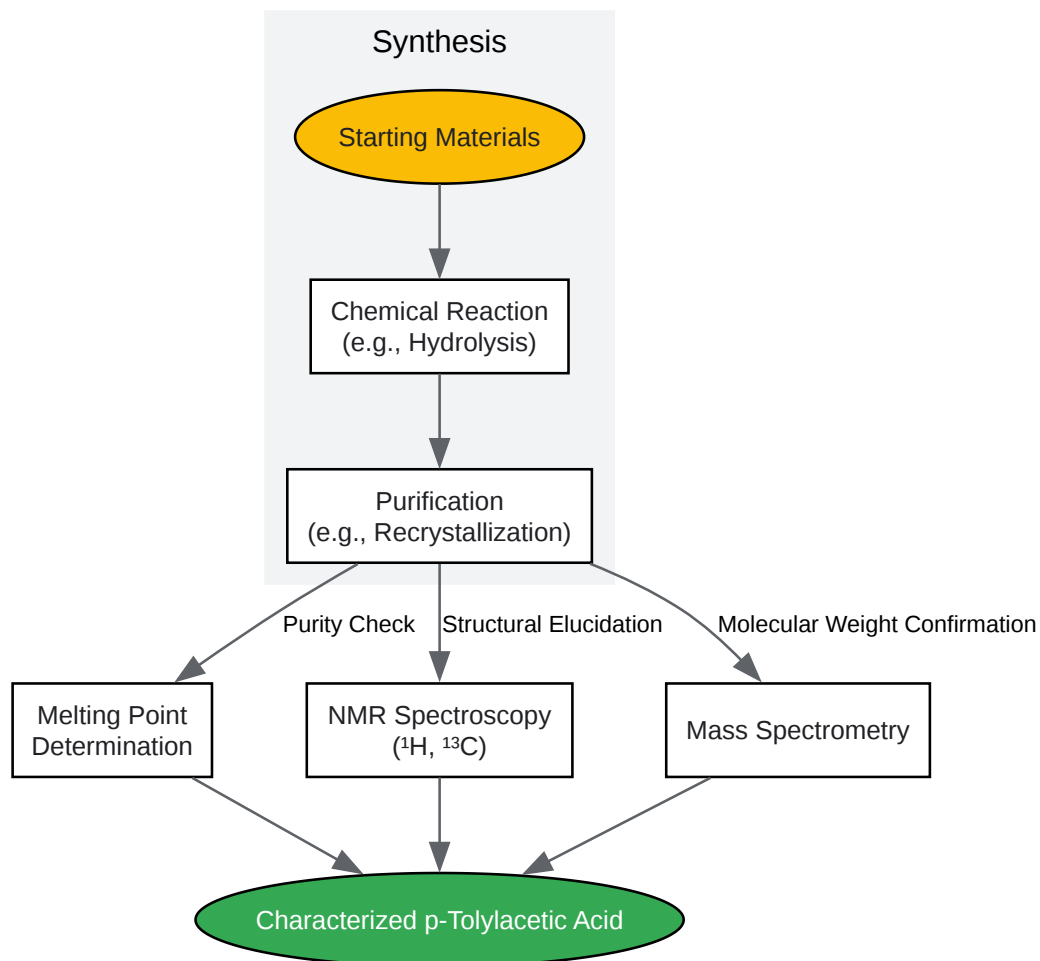 Synthesis
Starting Materials
Chemical Reaction
(e.g., Hydrolysis)
Purification
(e.g., Recrystallization)
Purity Check
Structural Elucidation
Molecular Weight Confirmation
Melting Point
Determination
NMR Spectroscopy
(¹H, ¹³C)
Mass Spectrometry
Characterized p-Tolylacetic Acid